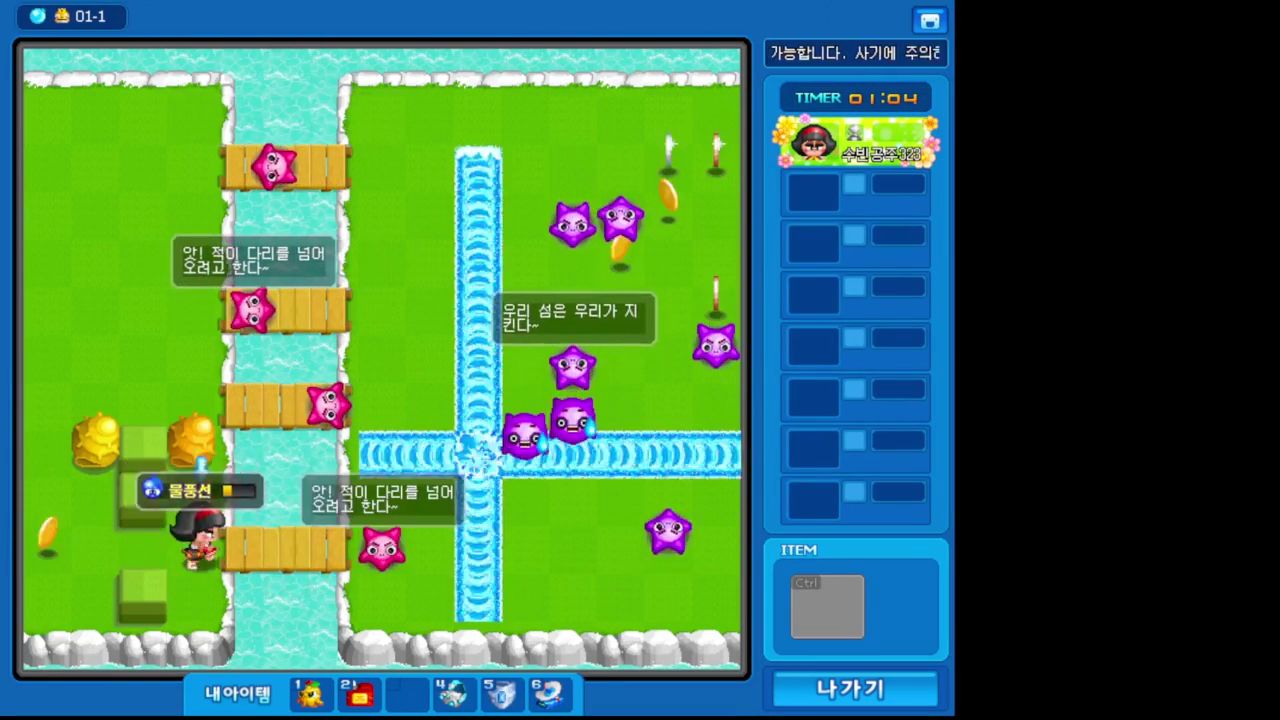 01-1
가능합니다. 사기에 주의
TIMER 01:04
수빈공주023
앗! 적이 다리를 넘어
오려고 한다~
우리 섬은 우리가 지
킨다~
물풍선
앗! 적이 다리를 넘어
오려고 한다~
ITEM
Ctrl
내아이템
1
2
4
5
6
나가기